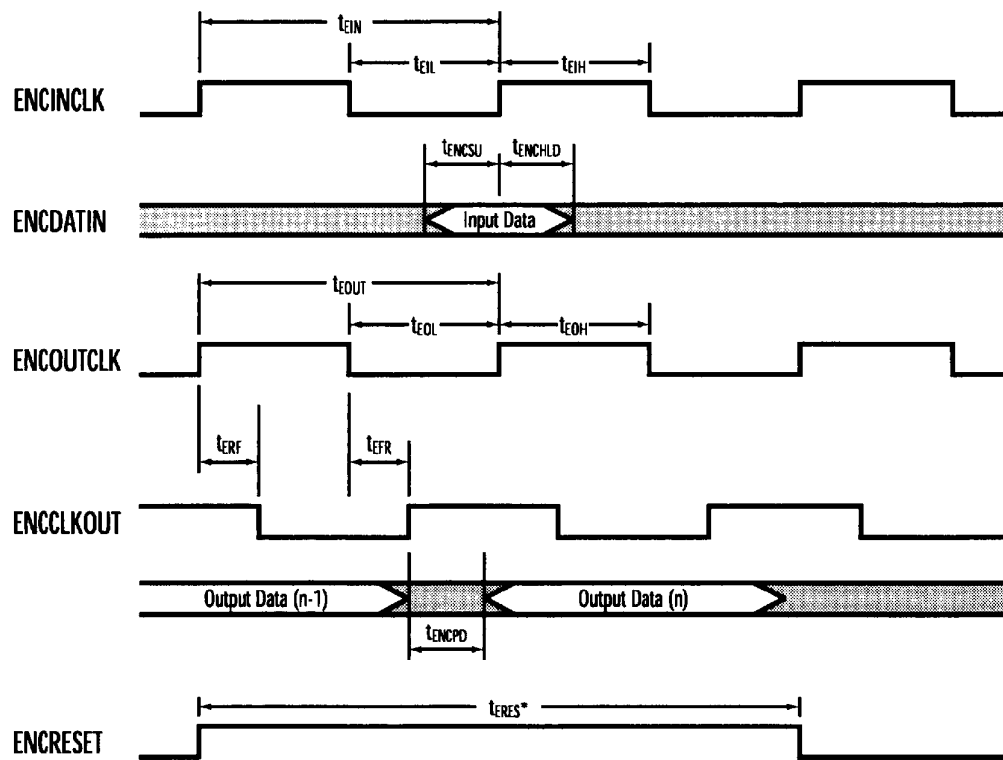 tEIN
tEIL tEIH
ENCINCLK
tENCSU tENCHLD
ENCDATIN Input Data
tEOUT
tEOL tEOH
ENCOUTCLK
tERF tEFR
ENCCLKOUT
Output Data (n-1) Output Data (n)
tENCPD
tERES*
ENCRESET